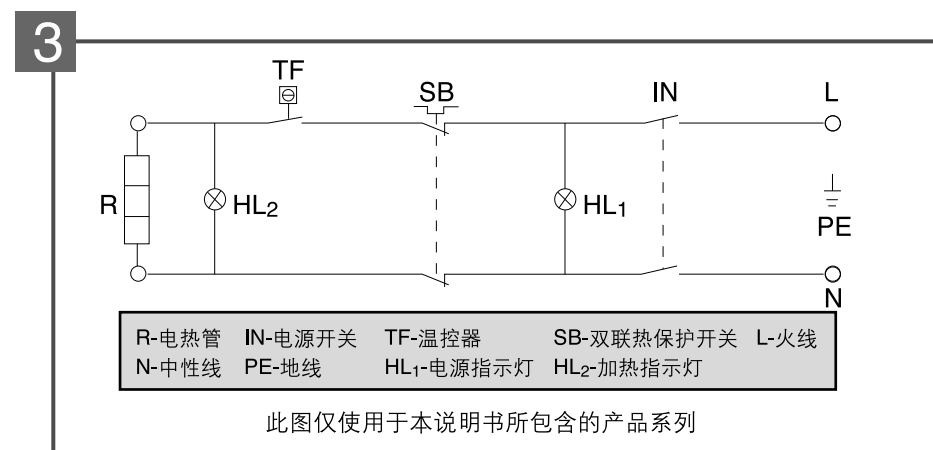 3
TF
SB
IN
L
R
HL2
HL1
PE
N
R-电热管 IN-电源开关 TF-温控器 SB-双联热保护开关 L-火线
N-中性线 PE-地线 HL1-电源指示灯 HL2-加热指示灯
此图仅使用于本说明书所包含的产品系列